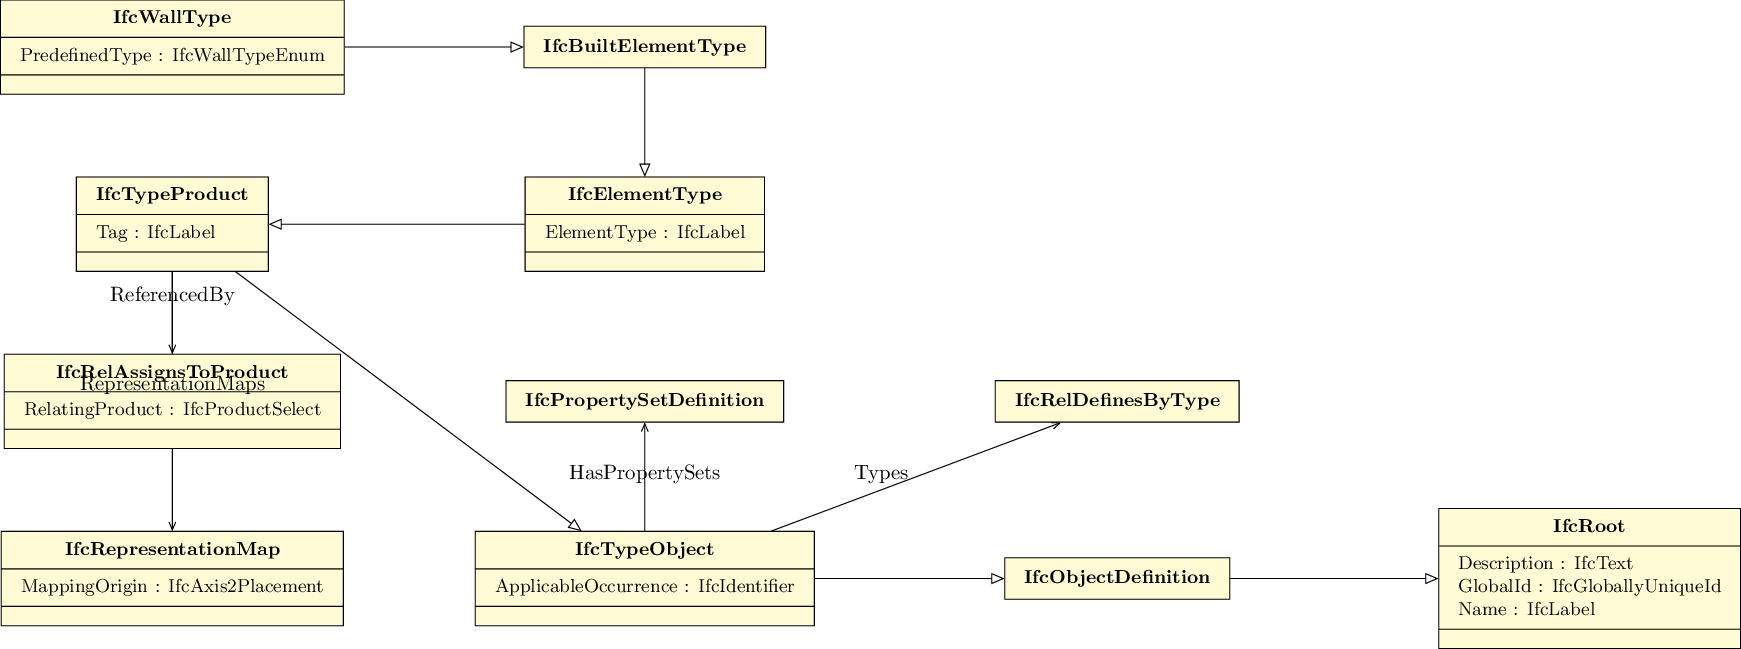 IfcWallType
PredefinedType : IfcWallTypeEnum
IfcBuiltElementType
IfcTypeProduct
Tag : IfcLabel
IfcElementType
ElementType : IfcLabel
ReferencedBy
IfcRelAssignsToProduct
RepresentationMaps
RelatingProduct : IfcProductSelect
IfcPropertySetDefinition
IfcRelDefinesByType
HasPropertySets
Types
IfcRepresentationMap
MappingOrigin : IfcAxis2Placement
IfcTypeObject
ApplicableOccurrence : IfcIdentifier
IfcObjectDefinition
IfcRoot
Description : IfcText
GlobalId : IfcGloballyUniqueId
Name : IfcLabel